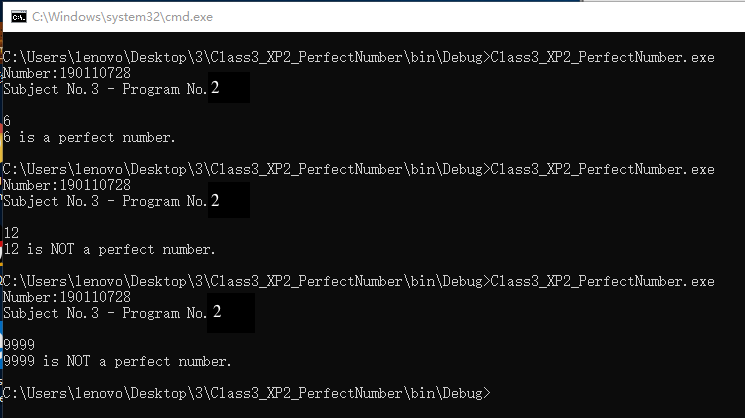 C:\Windows\system32\cmd.exe
C:\Users\lenovo\Desktop\3\Class3_XP2_PerfectNumber\bin\Debug>Class3_XP2_PerfectNumber.exe
Number:190110728
Subject No.3 - Program No.2
6
6 is a perfect number.
C:\Users\lenovo\Desktop\3\Class3_XP2_PerfectNumber\bin\Debug>Class3_XP2_PerfectNumber.exe
Number:190110728
Subject No.3 - Program No.2
12
12 is NOT a perfect number.
C:\Users\lenovo\Desktop\3\Class3_XP2_PerfectNumber\bin\Debug>Class3_XP2_PerfectNumber.exe
Number:190110728
Subject No.3 - Program No.2
9999
9999 is NOT a perfect number.
C:\Users\lenovo\Desktop\3\Class3_XP2_PerfectNumber\bin\Debug>